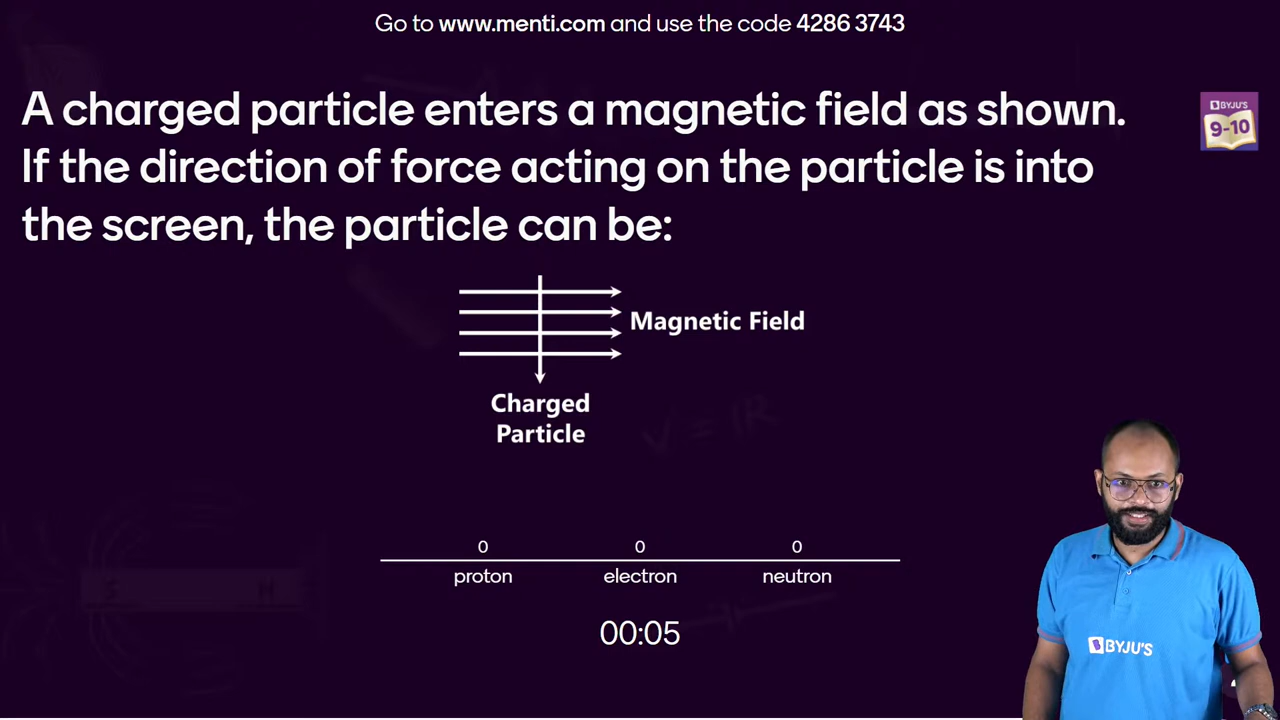 Go to www.menti.com and use the code 4286 3743
A charged particle enters a magnetic field as shown.
If the direction of force acting on the particle is into
the screen, the particle can be:
BYJU'S
9-10
Magnetic Field
Charged
Particle
V = IR
0 0 0
proton electron neutron
S N
00:05
BYJU'S